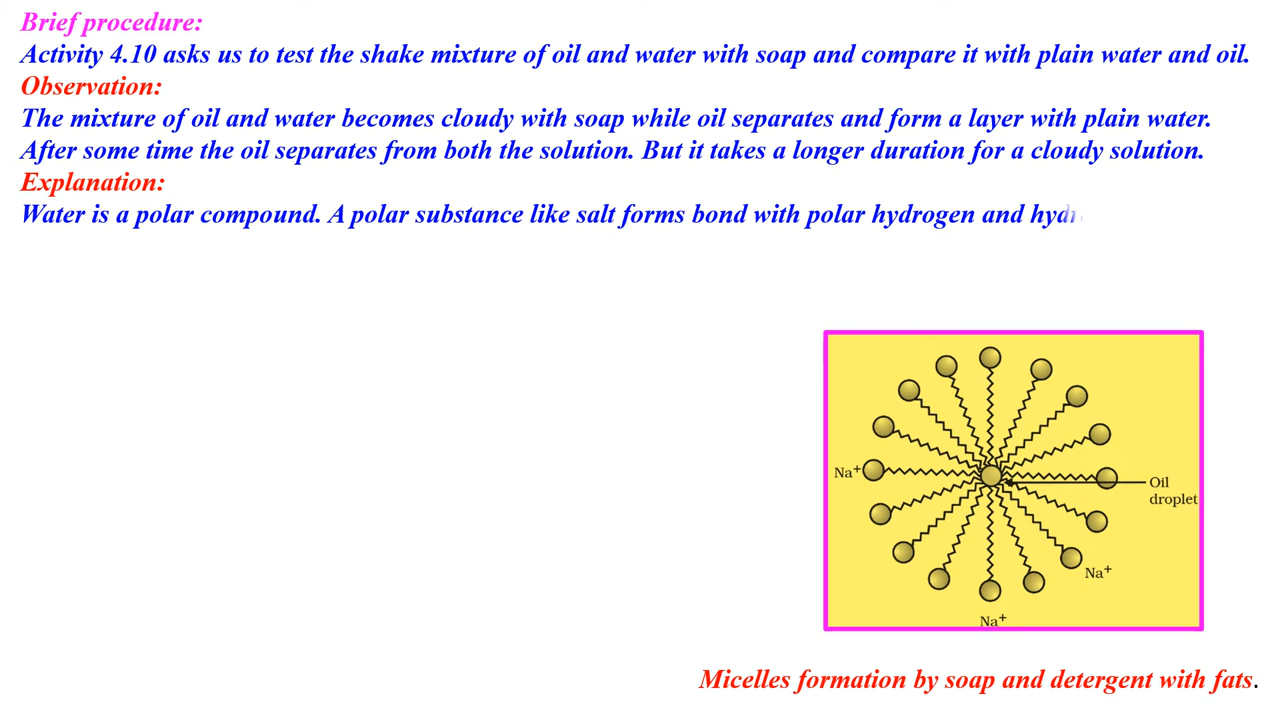 Brief procedure:
Activity 4.10 asks us to test the shake mixture of oil and water with soap and compare it with plain water and oil.
Observation:
The mixture of oil and water becomes cloudy with soap while oil separates and form a layer with plain water.
After some time the oil separates from both the solution. But it takes a longer duration for a cloudy solution.
Explanation:
Water is a polar compound. A polar substance like salt forms bond with polar hydrogen and
Na+
Oil
droplet
Na+
Na+
Micelles formation by soap and detergent with fats.